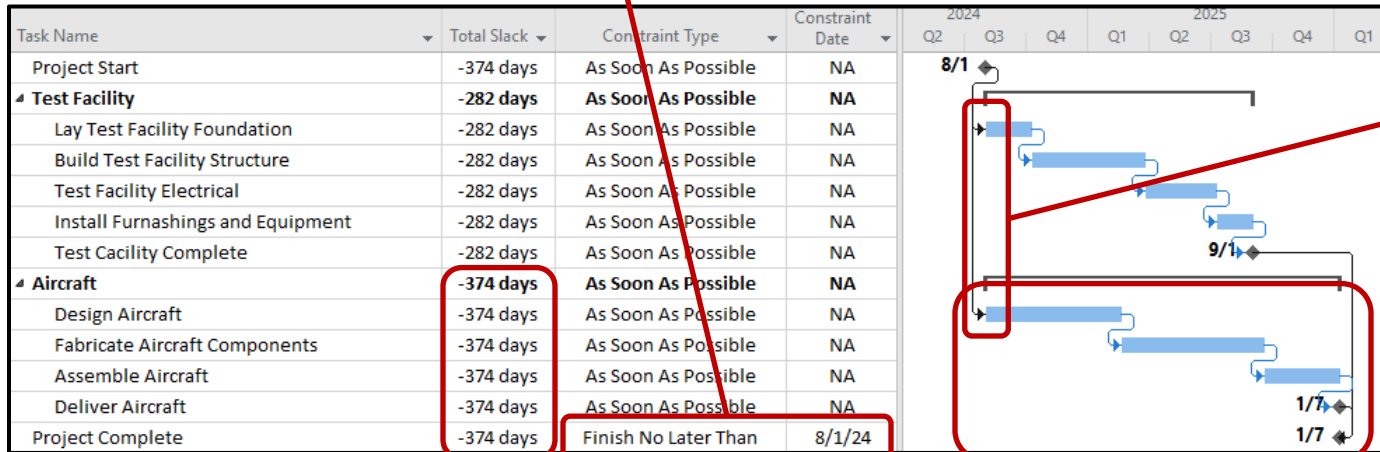 Task Name Total Slack Constraint Type Constraint Date 2024 2025
Q2 Q3 Q4 Q1 Q2 Q3 Q4 Q1
Project Start -374 days As Soon As Possible NA 8/1
Test Facility -282 days As Soon As Possible NA
Lay Test Facility Foundation -282 days As Soon As Possible NA
Build Test Facility Structure -282 days As Soon As Possible NA
Test Facility Electrical -282 days As Soon As Possible NA
Install Furnashings and Equipment -282 days As Soon As Possible NA
Test Cacility Complete -282 days As Soon As Possible NA 9/1
Aircraft -374 days As Soon As Possible NA
Design Aircraft -374 days As Soon As Possible NA
Fabricate Aircraft Components -374 days As Soon As Possible NA
Assemble Aircraft -374 days As Soon As Possible NA
Deliver Aircraft -374 days As Soon As Possible NA 1/7
Project Complete -374 days Finish No Later Than 8/1/24 1/7